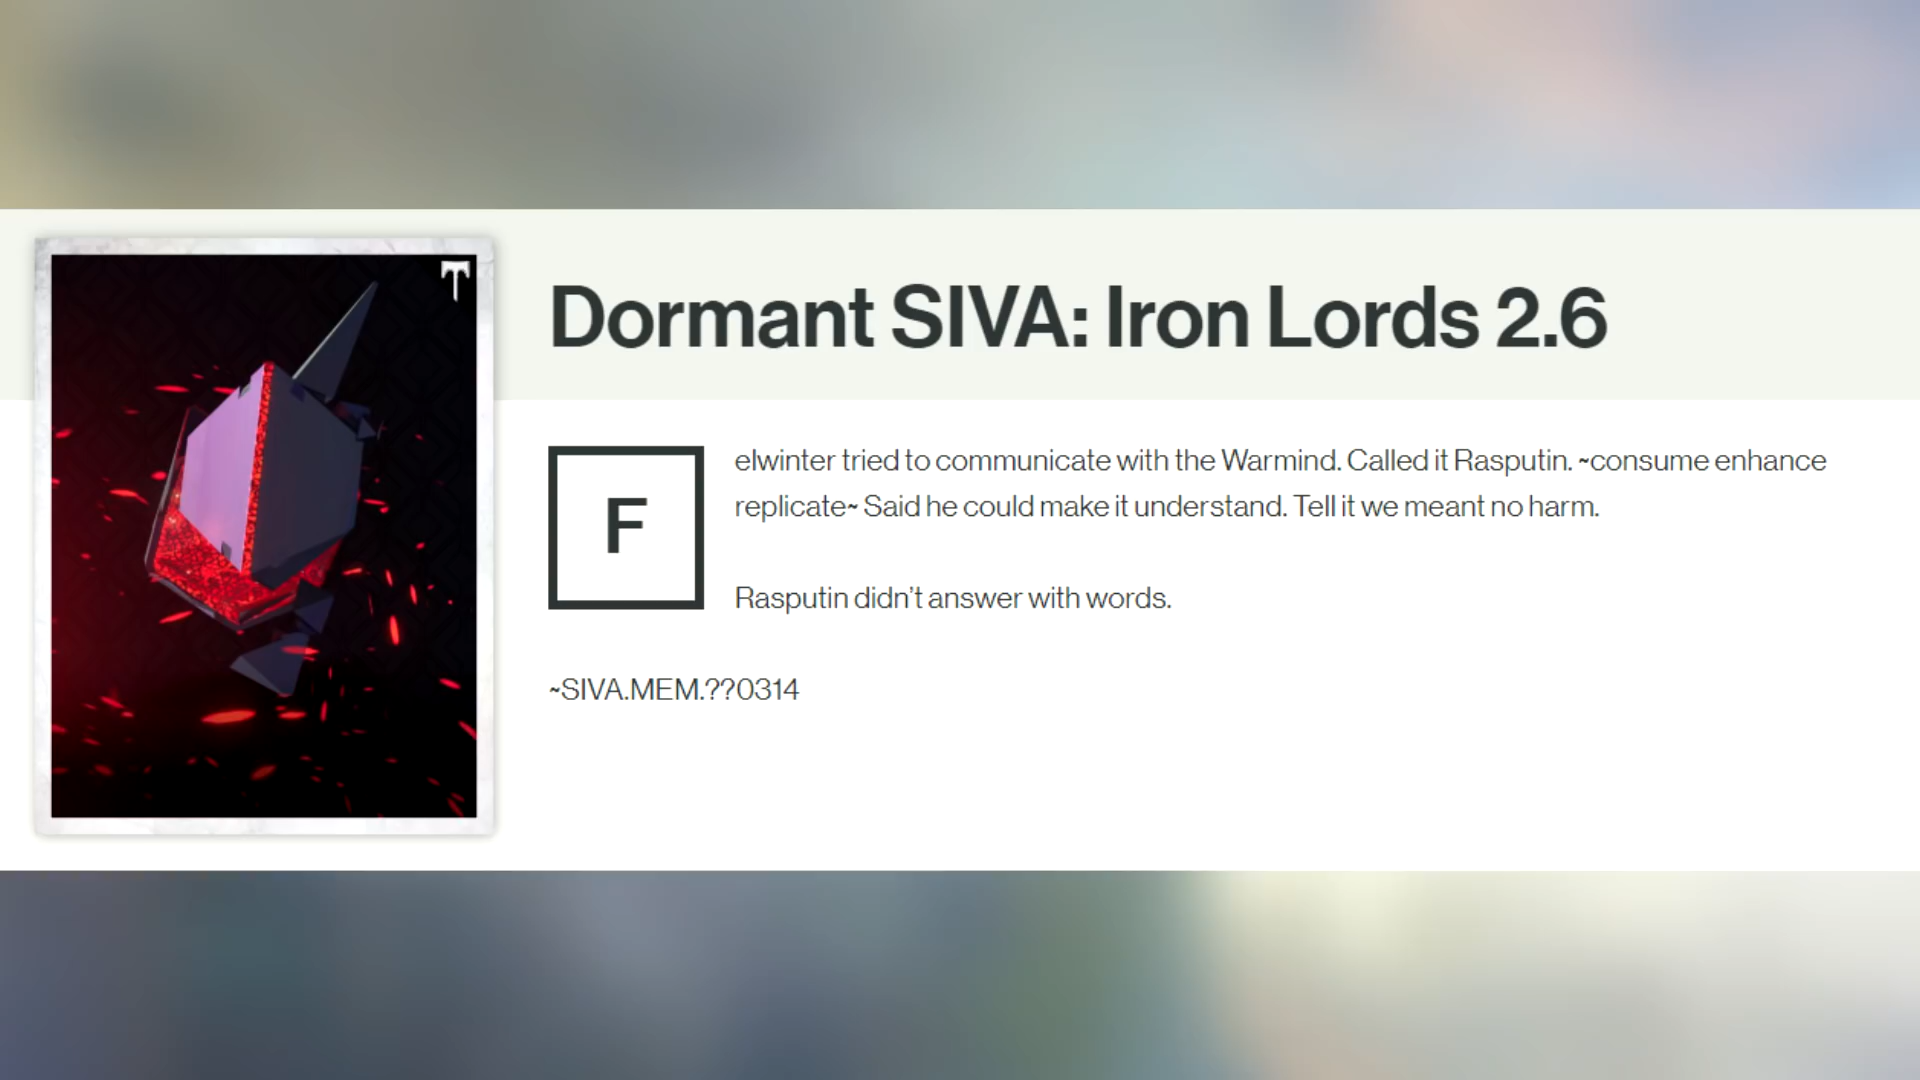 Dormant SIVA: Iron Lords 2.6
Felwinter tried to communicate with the Warmind. Called it Rasputin. ~consume enhance
replicate~ Said he could make it understand. Tell it we meant no harm.
Rasputin didn’t answer with words.
~SIVA.MEM.??0314